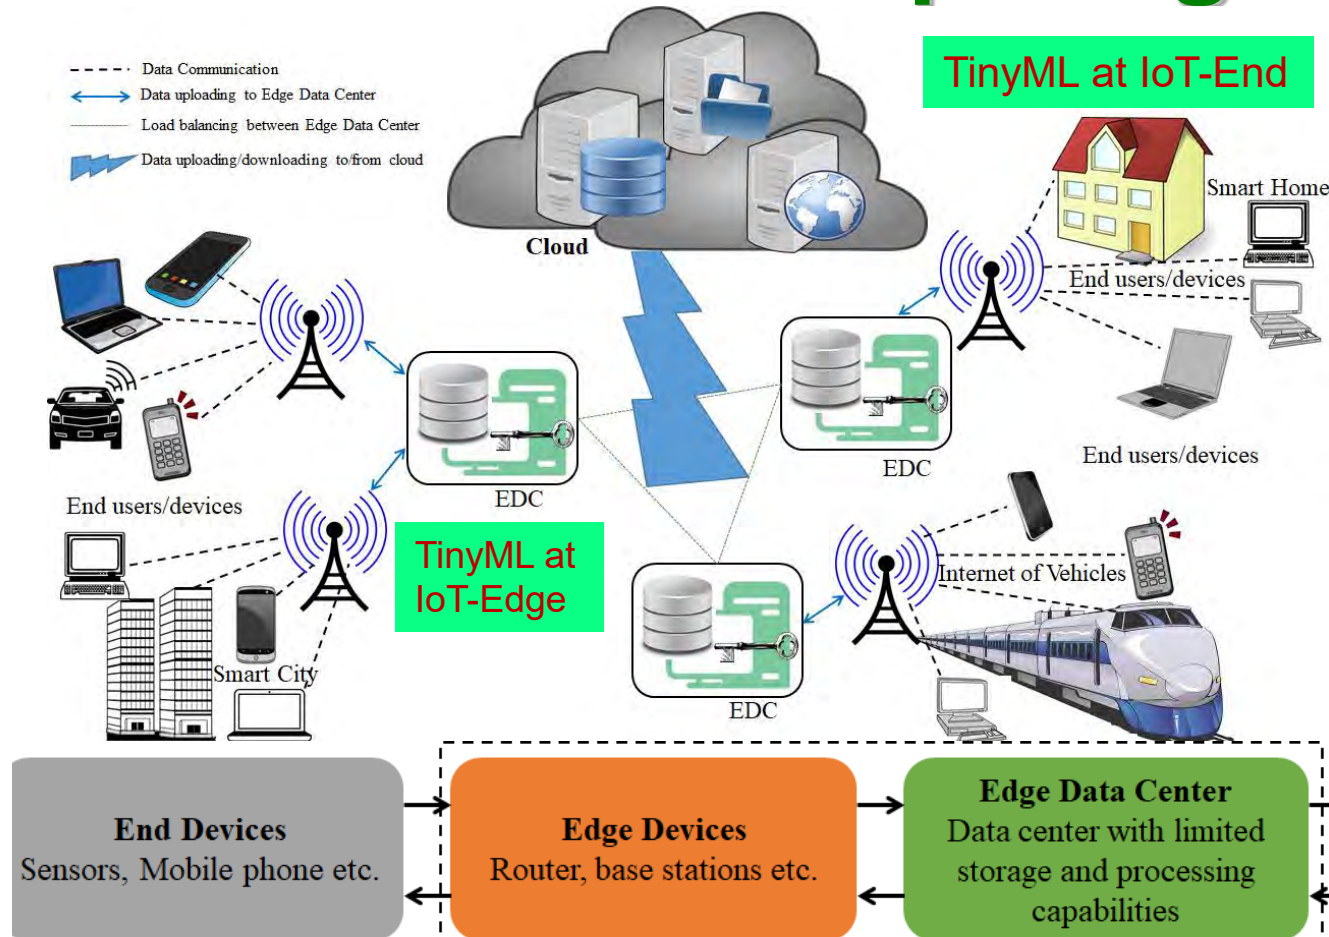 TinyML at IoT-End
Data Communication
Data uploading to Edge Data Center
Load balancing between Edge Data Center
Data uploading/downloading to/from cloud
Cloud
Smart Home
End users/devices
End users/devices
EDC
EDC
End users/devices
TinyML at
IoT-Edge
Internet of Vehicles
Smart City
EDC
End Devices
Sensors, Mobile phone etc.
Edge Devices
Router, base stations etc.
Edge Data Center
Data center with limited
storage and processing
capabilities